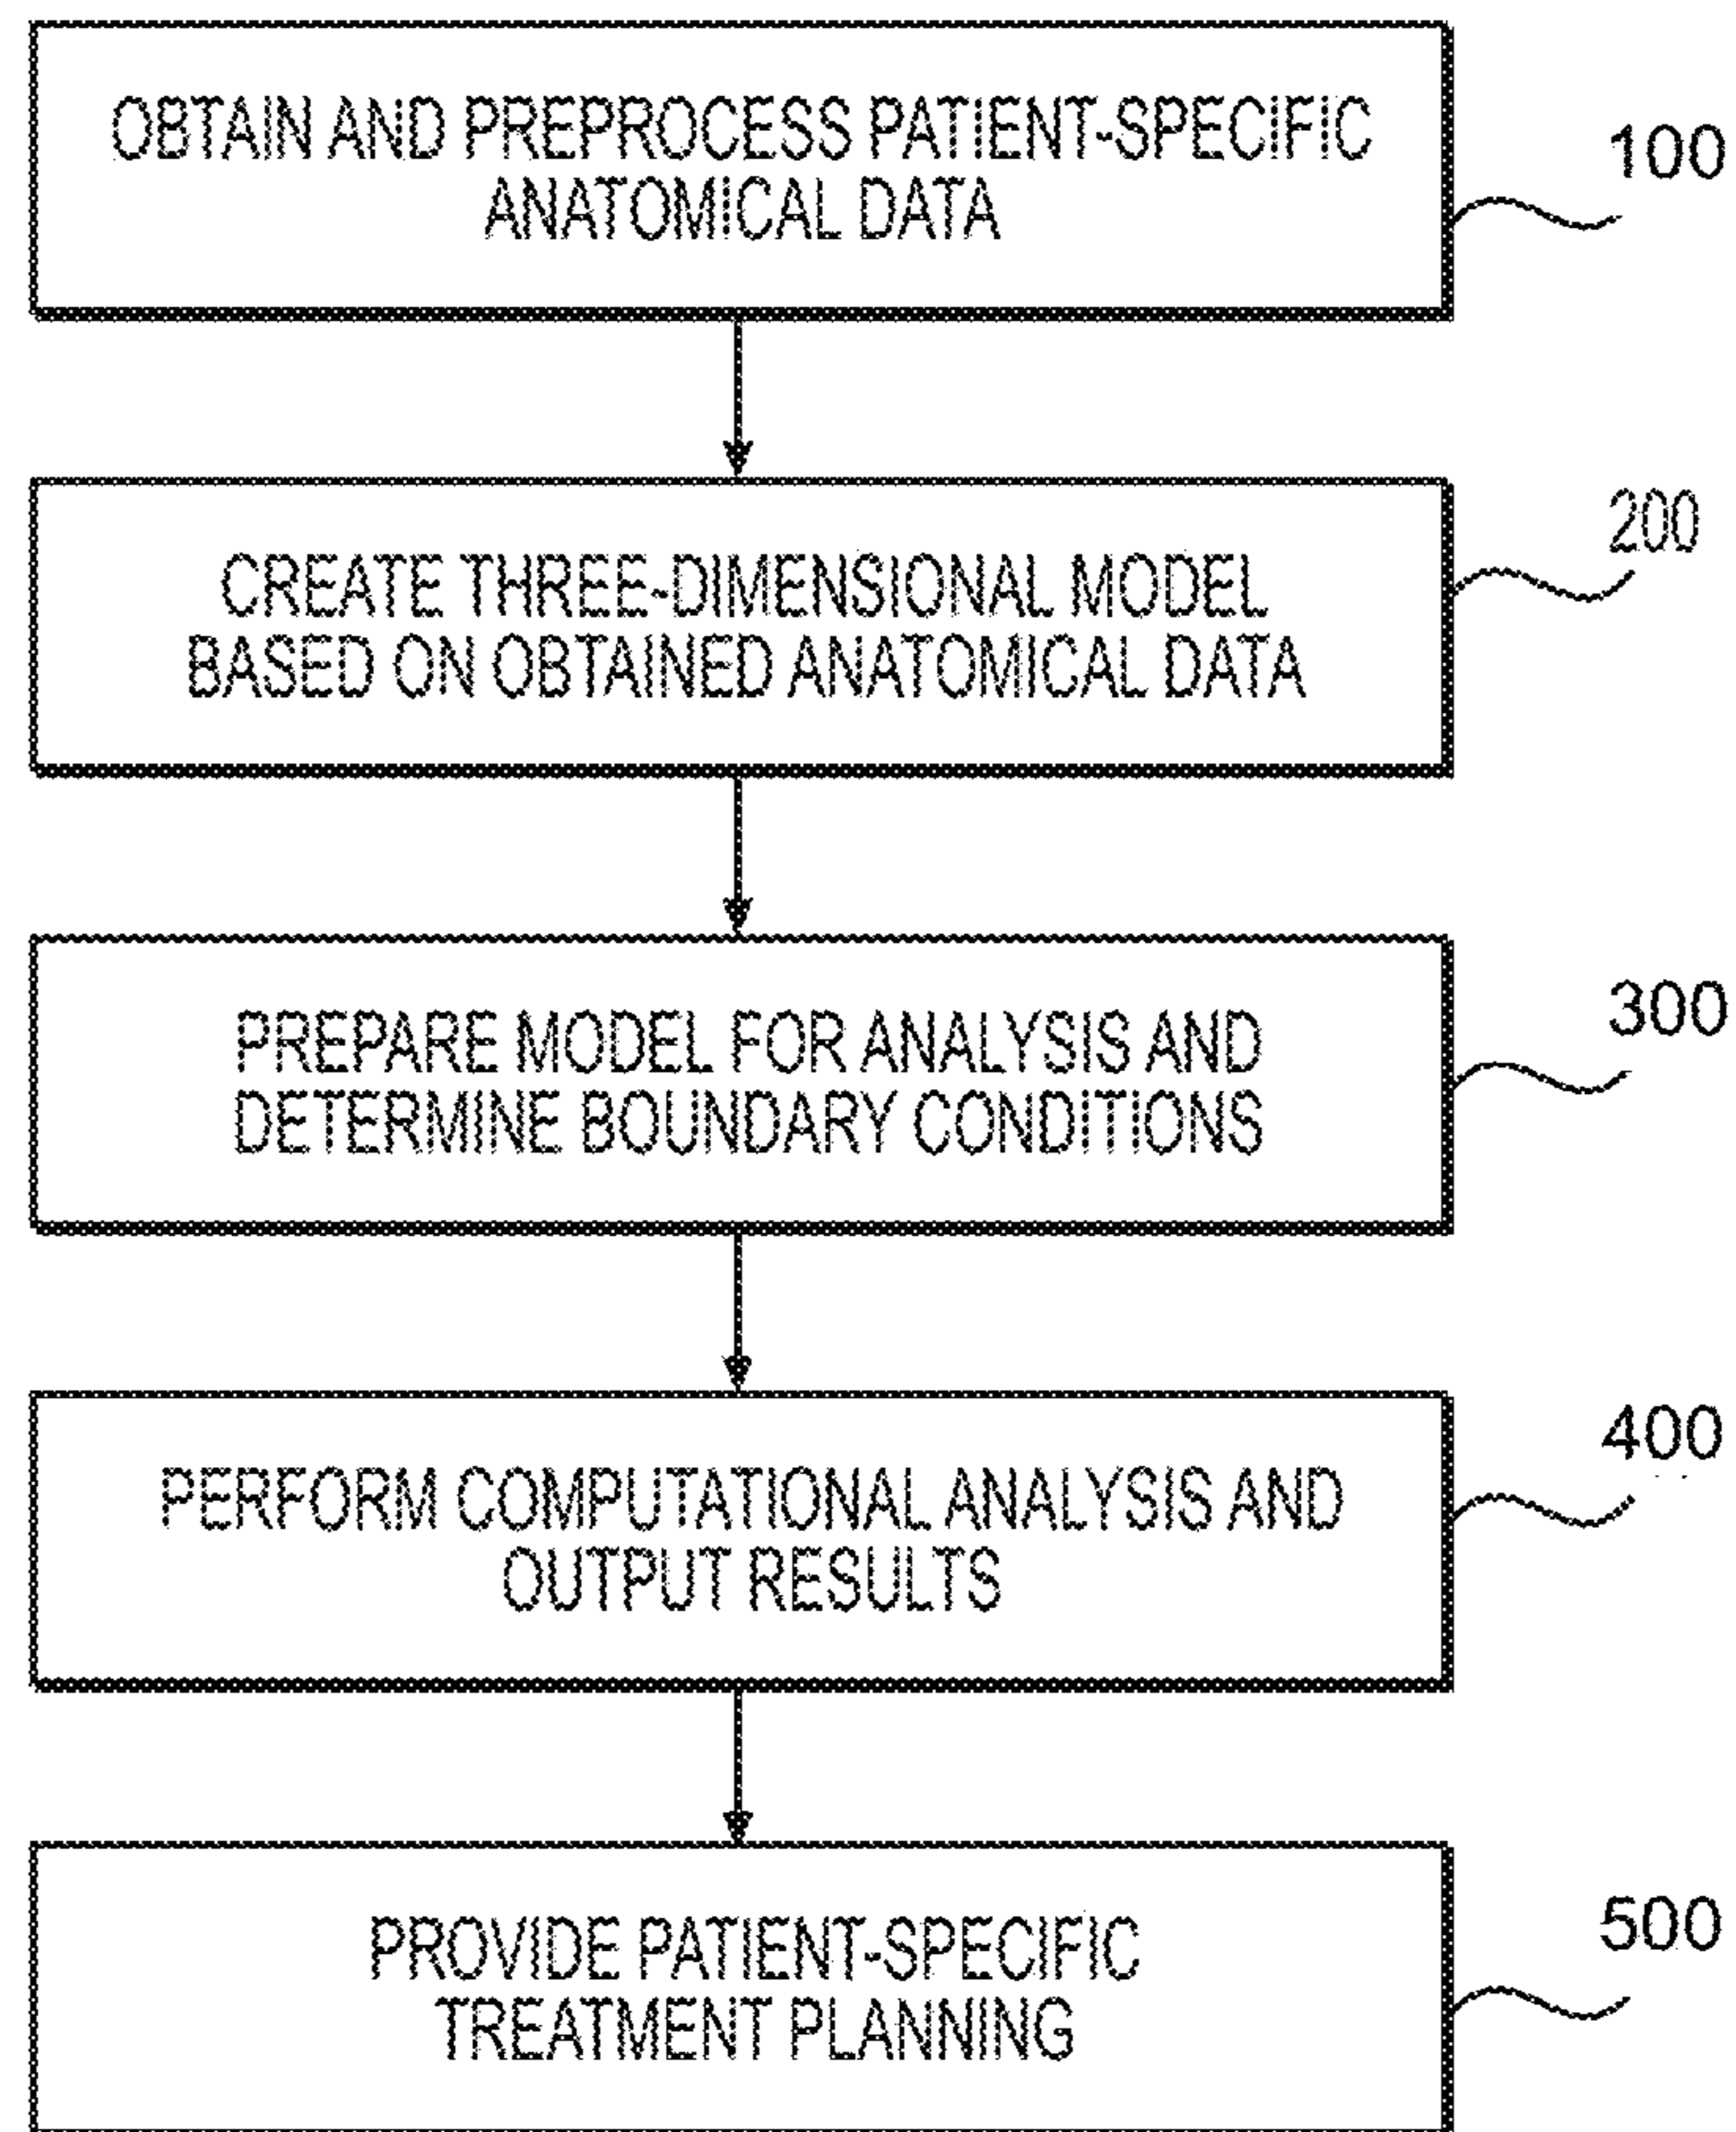 OBTAIN AND PREPROCESS PATIENT-SPECIFIC
ANATOMICAL DATA
100
CREATE THREE-DIMENSIONAL MODEL
BASED ON OBTAINED ANATOMICAL DATA
200
PREPARE MODEL FOR ANALYSIS AND
DETERMINE BOUNDARY CONDITIONS
300
PERFORM COMPUTATIONAL ANALYSIS AND
OUTPUT RESULTS
400
PROVIDE PATIENT-SPECIFIC
TREATMENT PLANNING
500